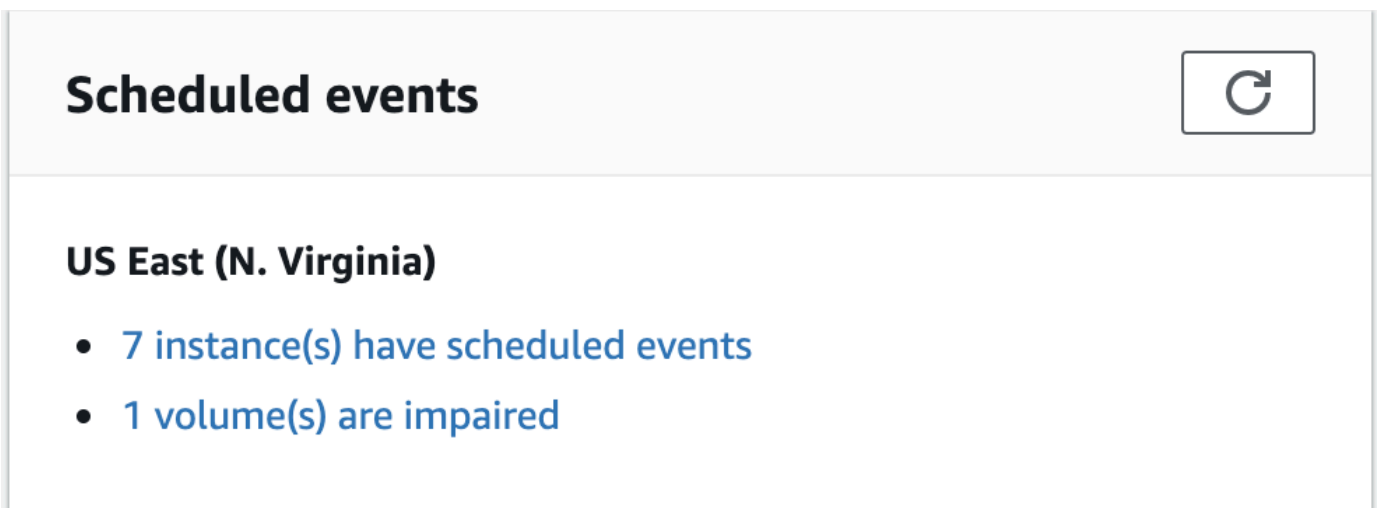 Scheduled events
US East (N. Virginia)
7 instance(s) have scheduled events
1 volume(s) are impaired